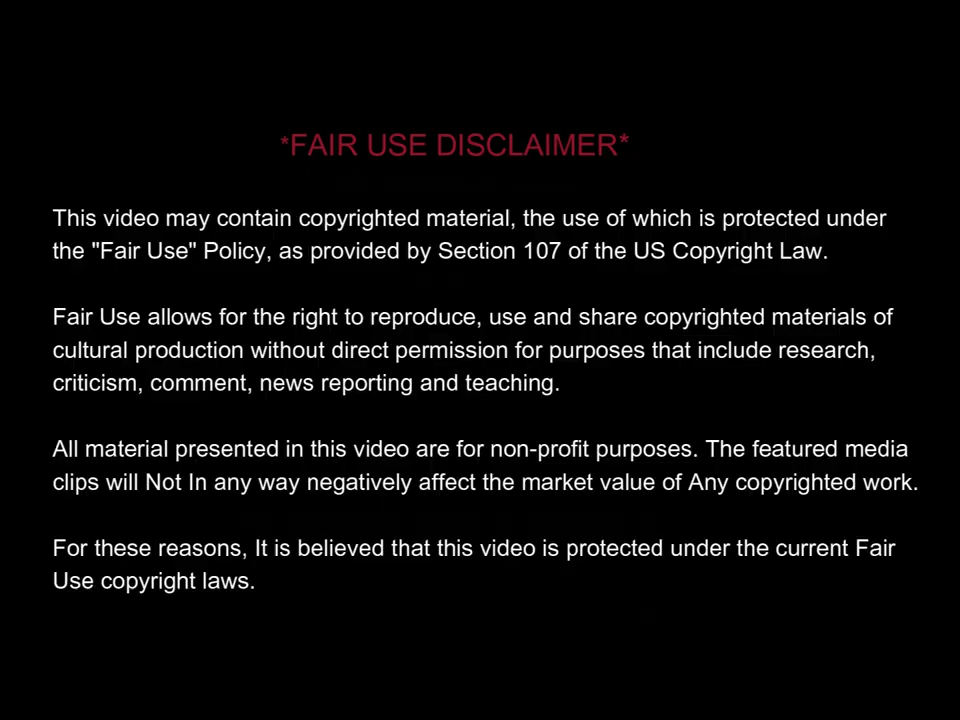 *FAIR USE DISCLAIMER*
This video may contain copyrighted material, the use of which is protected under
the "Fair Use" Policy, as provided by Section 107 of the US Copyright Law.
Fair Use allows for the right to reproduce, use and share copyrighted materials of
cultural production without direct permission for purposes that include research,
criticism, comment, news reporting and teaching.
All material presented in this video are for non-profit purposes. The featured media
clips will Not In any way negatively affect the market value of Any copyrighted work.
For these reasons, It is believed that this video is protected under the current Fair
Use copyright laws.